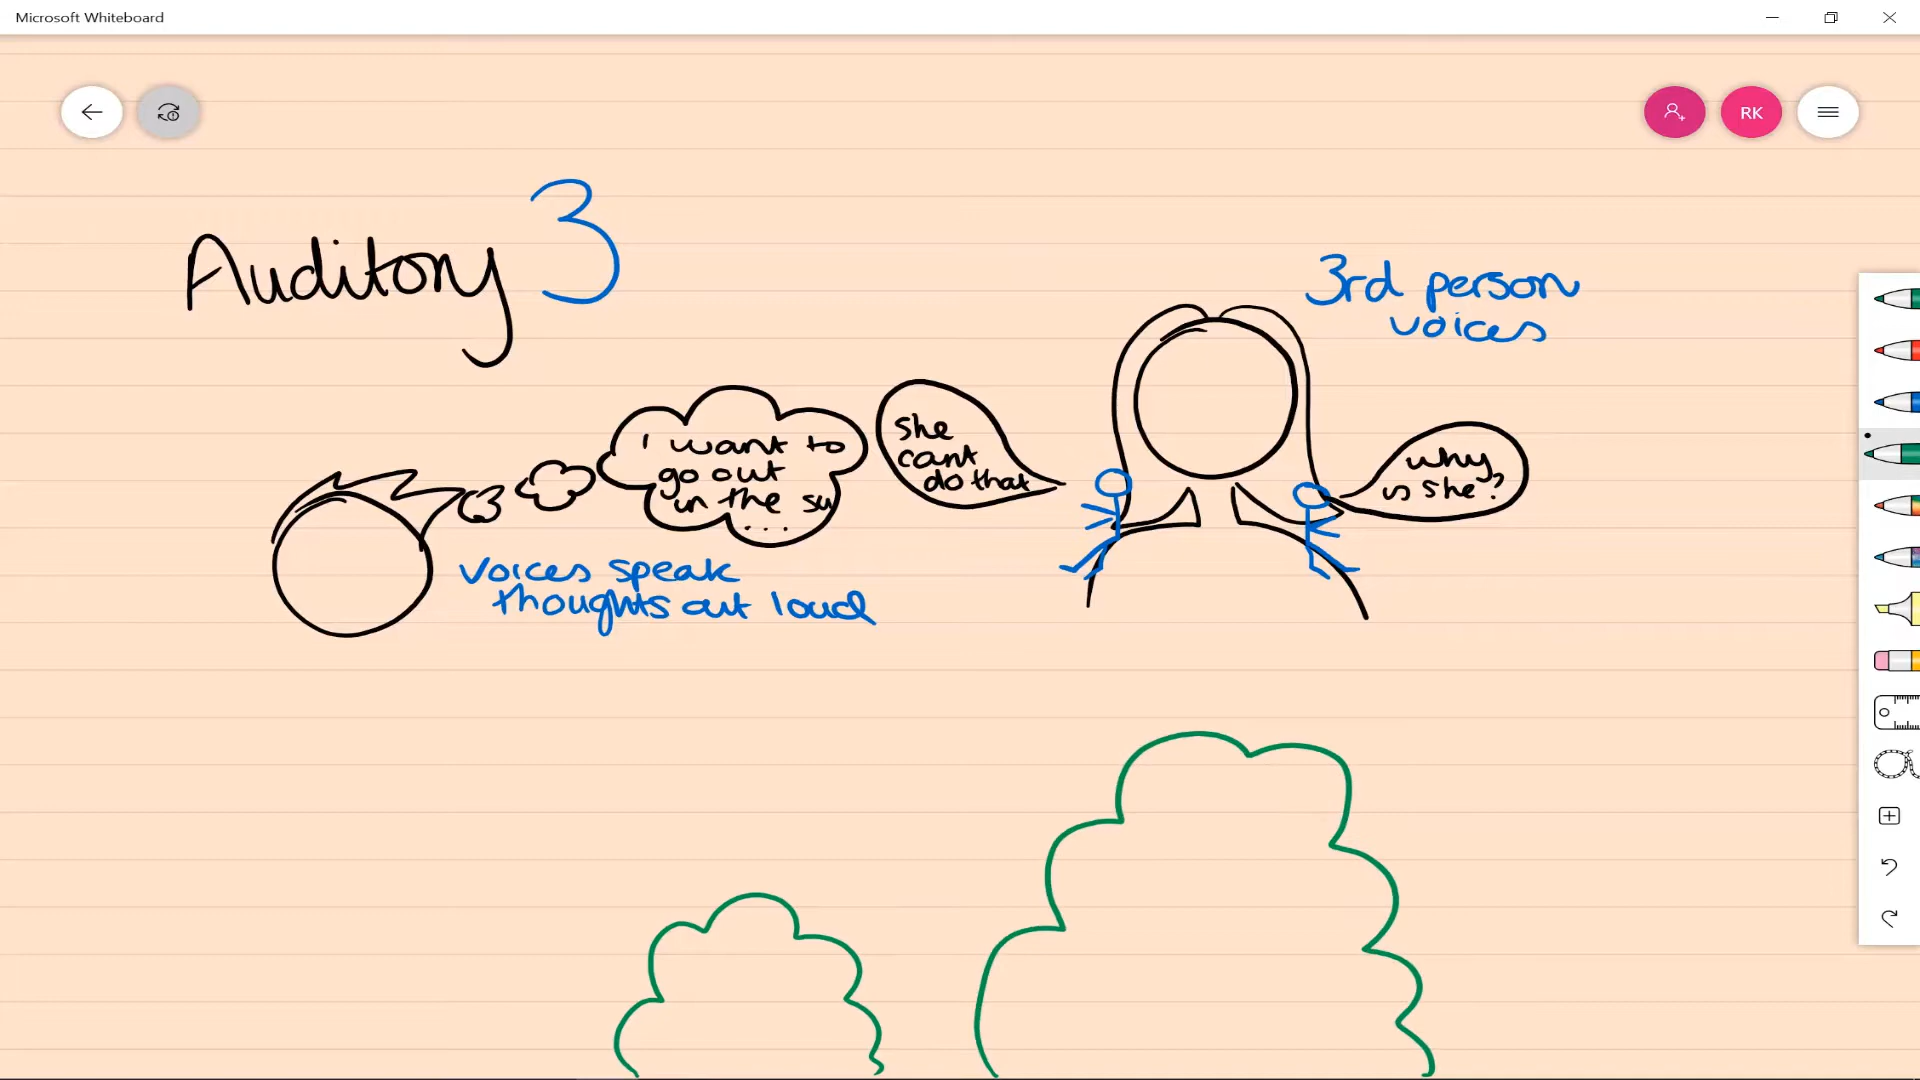 Microsoft Whiteboard
RK
Auditory 3
3rd person
voices
I want to
go out
in the su
...
she
cant
do that
why
is she?
voices speak
thoughts out loud